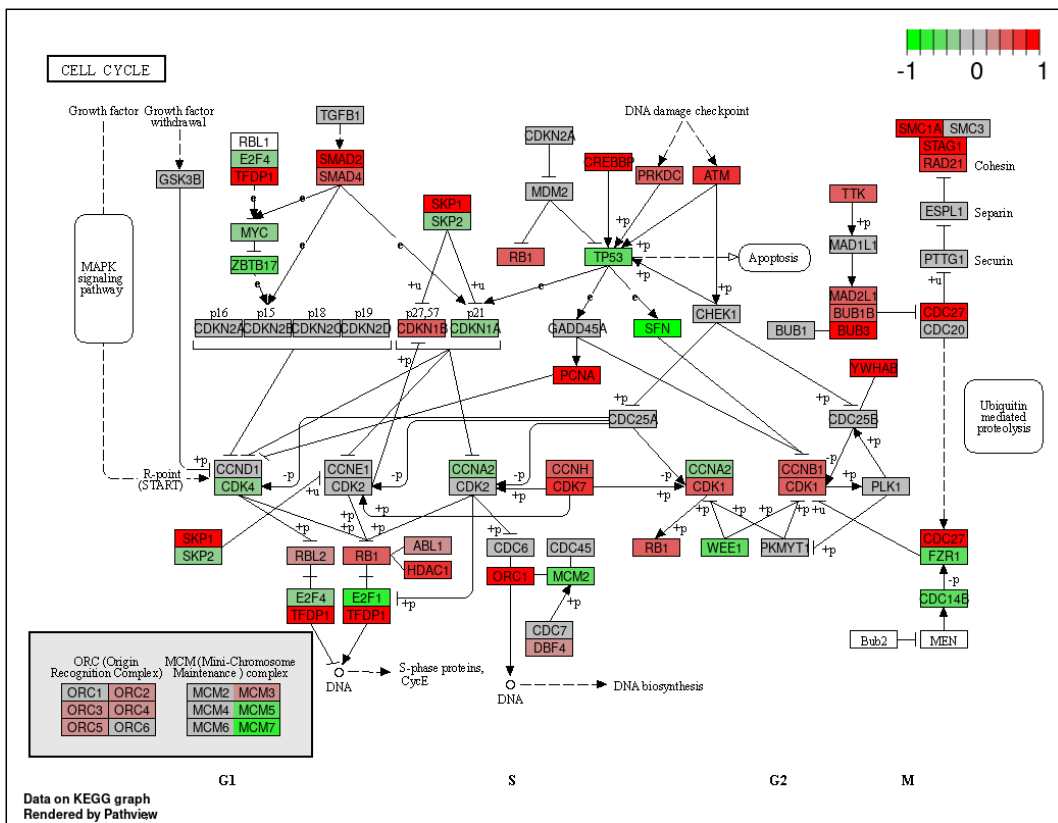 -1 0 1
CELL CYCLE
Growth factor
Growth factor
withdrawal
TGFB1
DNA damage checkpoint
RBL1
E2F4
TFDP1
SMAD2
SMAD4
CDKN2A
CREBBP
PRKDC
ATM
SMC1A SMC3
STAG1
RAD21
Cohesin
GSK3B
MDM2
TTK
e
e
SKP1
SKP2
+p
+p
ESPL1
Separin
MYC
RB1
TP53
+p
+p
MAD1L1
ZBTB17
MAPK
signaling
pathway
e
e
+u
+u
e
e
Apoptosis
PTTG1
Securin
+u
MAD2L1
BUB1B
BUB3
BUB1
CDC27
CDC20
p16
p15
p18
p19
p27,57
p21
CDKN2A
CDKN2B
CDKN2C
CDKN2D
CDKN1B
CDKN1A
GADD45A
SFN
CHEK1
+p
PCNA
YWHAB
Ubiquitin
mediated
proteolysis
+p
+p
CDC25A
CDC25B
+p
R-point
(START)
+p
CCND1
CDK4
-p
CCNE1
CDK2
-p
CCNA2
CDK2
-p
+p
CCNH
CDK7
-p
+p
CCNA2
CDK1
-p
CCNB1
CDK1
-p
+p
PLK1
+u
SKP1
SKP2
+p
+p
+p
+p
+p
+p
+p
+p
+u
RBL2
RB1
ABL1
HDAC1
CDC6
CDC45
RB1
WEE1
PKMYT1
+p
CDC27
FZR1
ORC1
MCM2
-p
E2F4
TFDP1
E2F1
TFDP1
+p
+p
CDC14B
CDC7
DBF4
Bub2
MEN
DNA
S-phase proteins,
CycE
DNA
DNA biosynthesis
ORC (Origin
Recognition Complex)
MCM (Mini-Chromosome
Maintenance ) complex
ORC1 ORC2
ORC3 ORC4
ORC5 ORC6
MCM2 MCM3
MCM4 MCM5
MCM6 MCM7
G1
S
G2
M
Data on KEGG graph
Rendered by Pathview